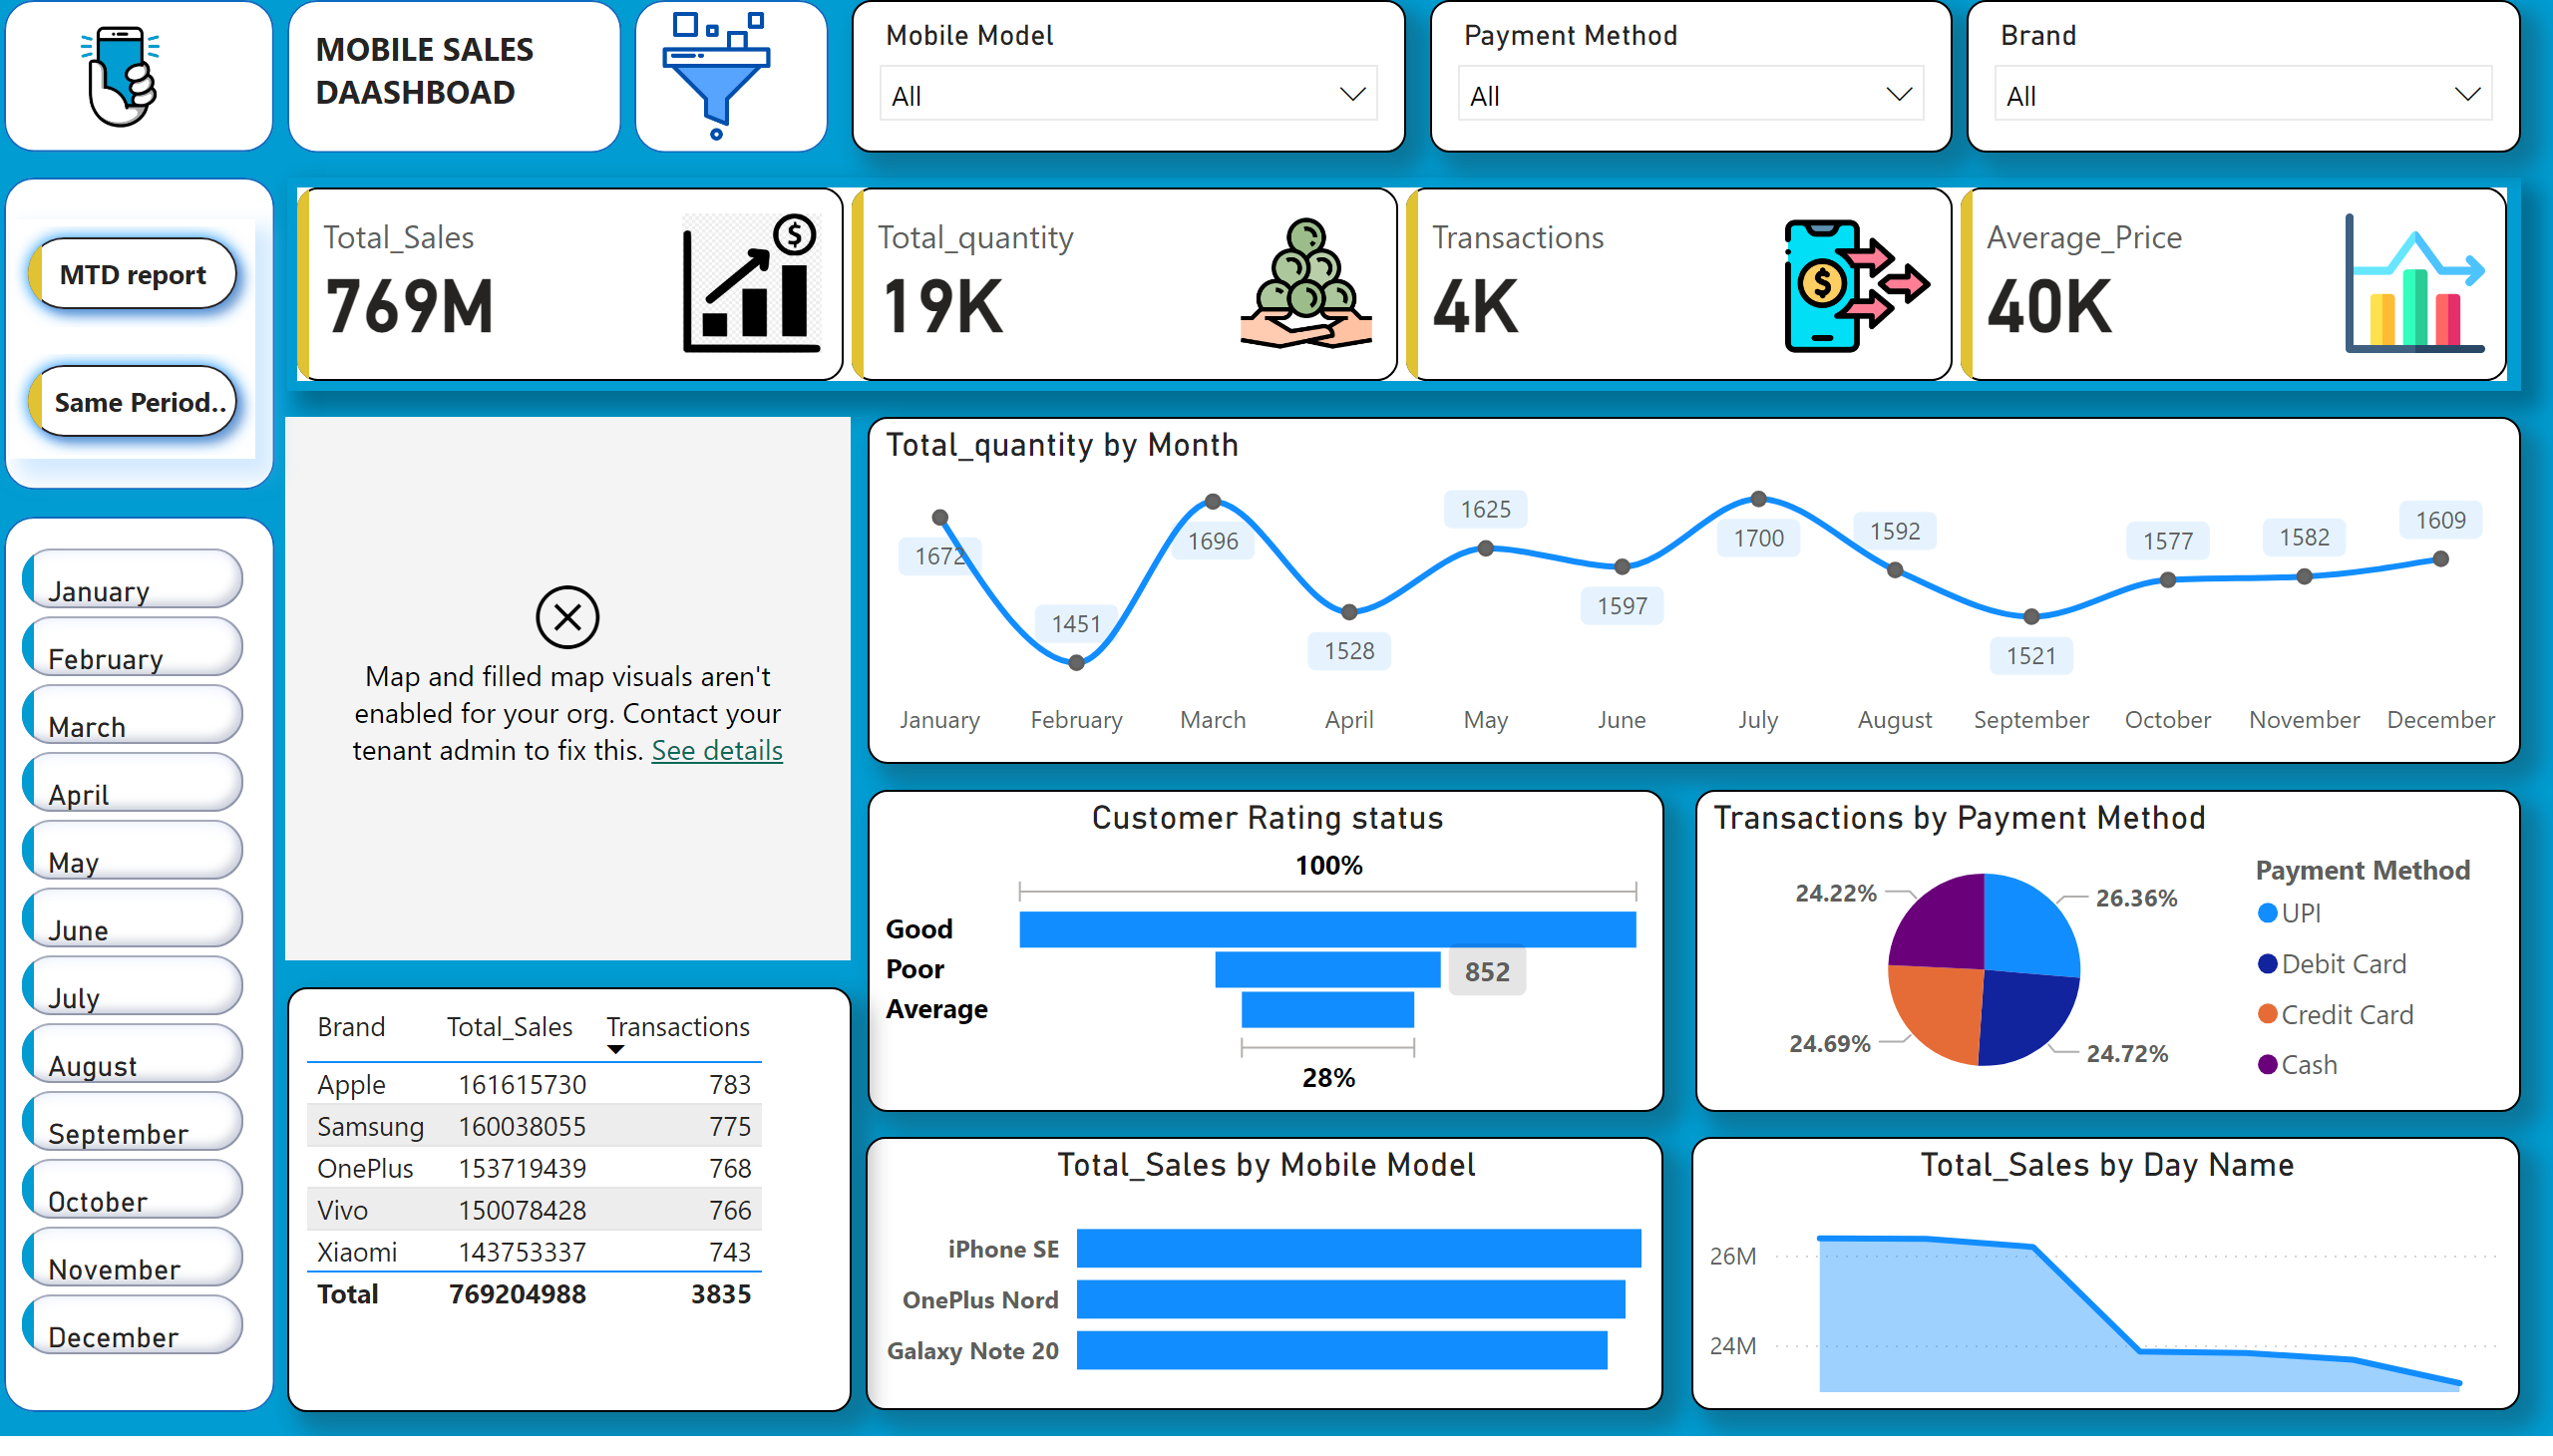 MOBILE SALES
DAASHBOAD
Mobile Model
All
Payment Method
All
Brand
All
MTD report
Same Period..
Total_Sales
769M
Total_quantity
19K
Transactions
4K
Average_Price
40K
January
February
March
April
May
June
July
August
September
October
November
December
Map and filled map visuals aren't
enabled for your org. Contact your
tenant admin to fix this. See details
Total_quantity by Month
1672
1451
1696
1528
1625
1597
1700
1592
1521
1577
1582
1609
January February March April May June July August September October November December
Customer Rating status
100%
Good
Poor 852
Average
28%
Transactions by Payment Method
24.22%
26.36%
24.69%
24.72%
Payment Method
UPI
Debit Card
Credit Card
Cash
Brand Total_Sales Transactions
Apple 161615730 783
Samsung 160038055 775
OnePlus 153719439 768
Vivo 150078428 766
Xiaomi 143753337 743
Total 769204988 3835
Total_Sales by Mobile Model
iPhone SE
OnePlus Nord
Galaxy Note 20
Total_Sales by Day Name
26M
24M